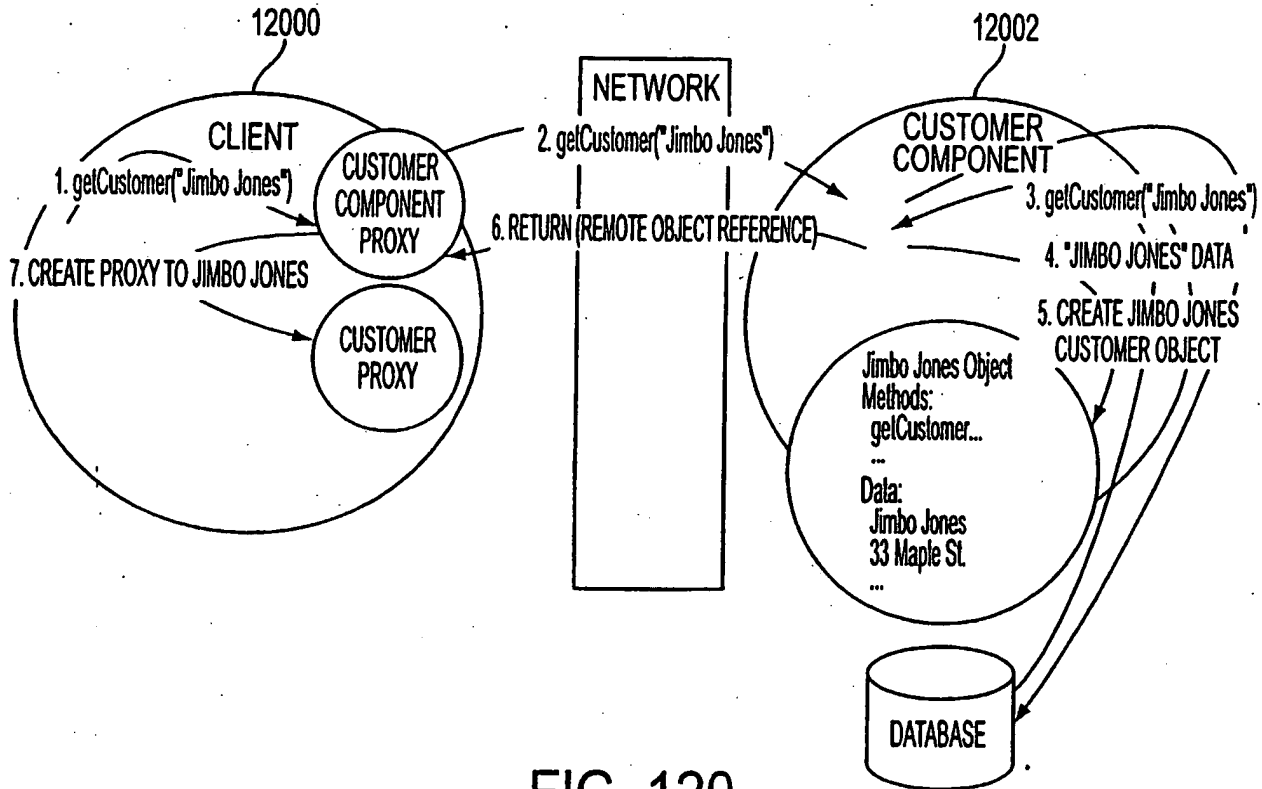 12000
12002
CLIENT
1. getCustomer("Jimbo Jones")
CUSTOMER
COMPONENT
PROXY
7. CREATE PROXY TO JIMBO JONES
CUSTOMER
PROXY
NETWORK
2. getCustomer("Jimbo Jones")
6. RETURN (REMOTE OBJECT REFERENCE)
CUSTOMER
COMPONENT
3. getCustomer("Jimbo Jones")
4. "JIMBO JONES" DATA
5. CREATE JIMBO JONES
CUSTOMER OBJECT
Jimbo Jones Object
Methods:
getCustomer...
...
Data:
Jimbo Jones
33 Maple St.
...
DATABASE
FIG. 120